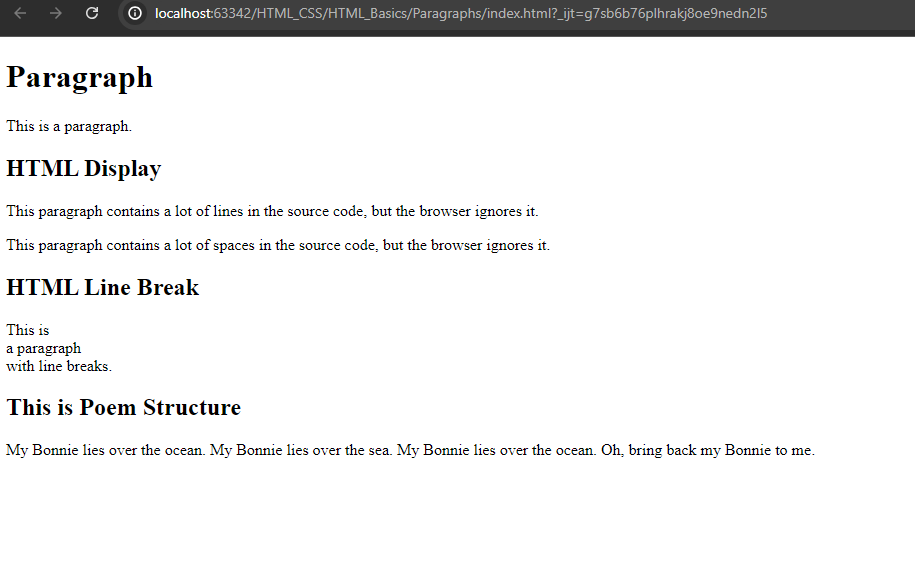 localhost:63342/HTML_CSS/HTML_Basics/Paragraphs/index.html?_ijt=g7sb6b76plhrakj8oe9nedn2l5
Paragraph
This is a paragraph.
HTML Display
This paragraph contains a lot of lines in the source code, but the browser ignores it.
This paragraph contains a lot of spaces in the source code, but the browser ignores it.
HTML Line Break
This is
a paragraph
with line breaks.
This is Poem Structure
My Bonnie lies over the ocean. My Bonnie lies over the sea. My Bonnie lies over the ocean. Oh, bring back my Bonnie to me.